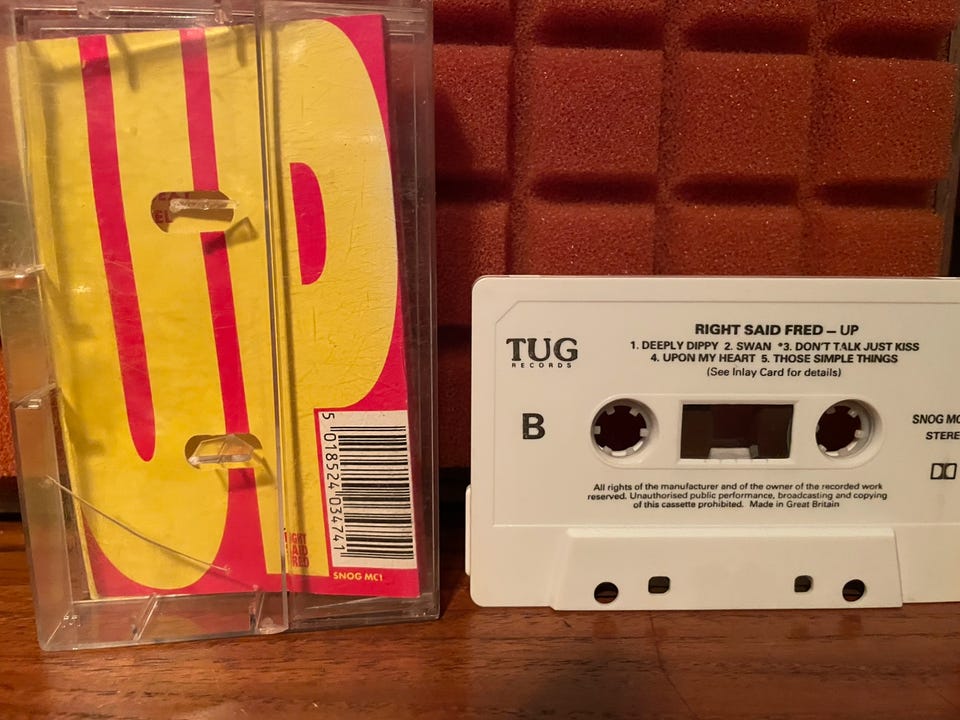 UP
5 018524 034741
RIGHT
SAID
FRED
SNOG MC1
TUG
RECORDS
RIGHT SAID FRED – UP
1. DEEPLY DIPPY 2. SWAN *3. DON'T TALK JUST KISS
4. UPON MY HEART 5. THOSE SIMPLE THINGS
(See Inlay Card for details)
B
SNOG MC
STERE
All rights of the manufacturer and of the owner of the recorded work
reserved. Unauthorised public performance, broadcasting and copying
of this cassette prohibited. Made in Great Britain